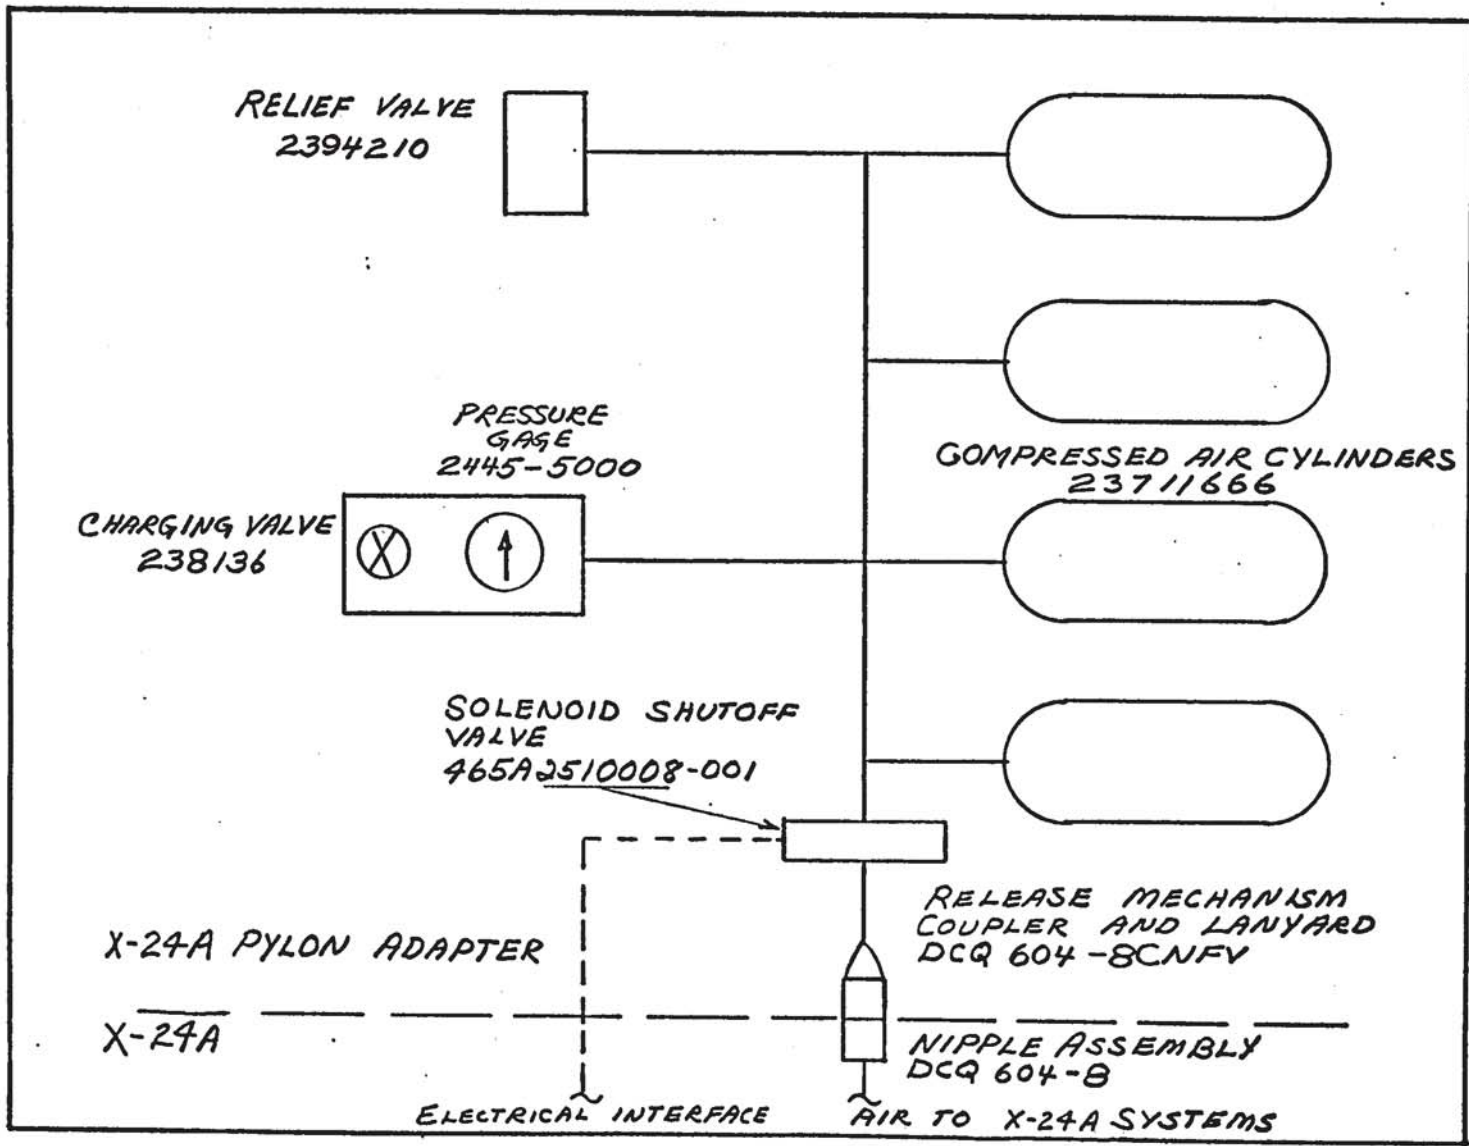 RELIEF VALVE
2394210
PRESSURE
GAGE
2445-5000
COMPRESSED AIR CYLINDERS
23711666
CHARGING VALVE
238136
SOLENOID SHUTOFF
VALVE
465A2510008-001
RELEASE MECHANISM
COUPLER AND LANYARD
DCQ 604-8CNFV
X-24A PYLON ADAPTER
X-24A
NIPPLE ASSEMBLY
DCQ 604-8
ELECTRICAL INTERFACE
AIR TO X-24A SYSTEMS